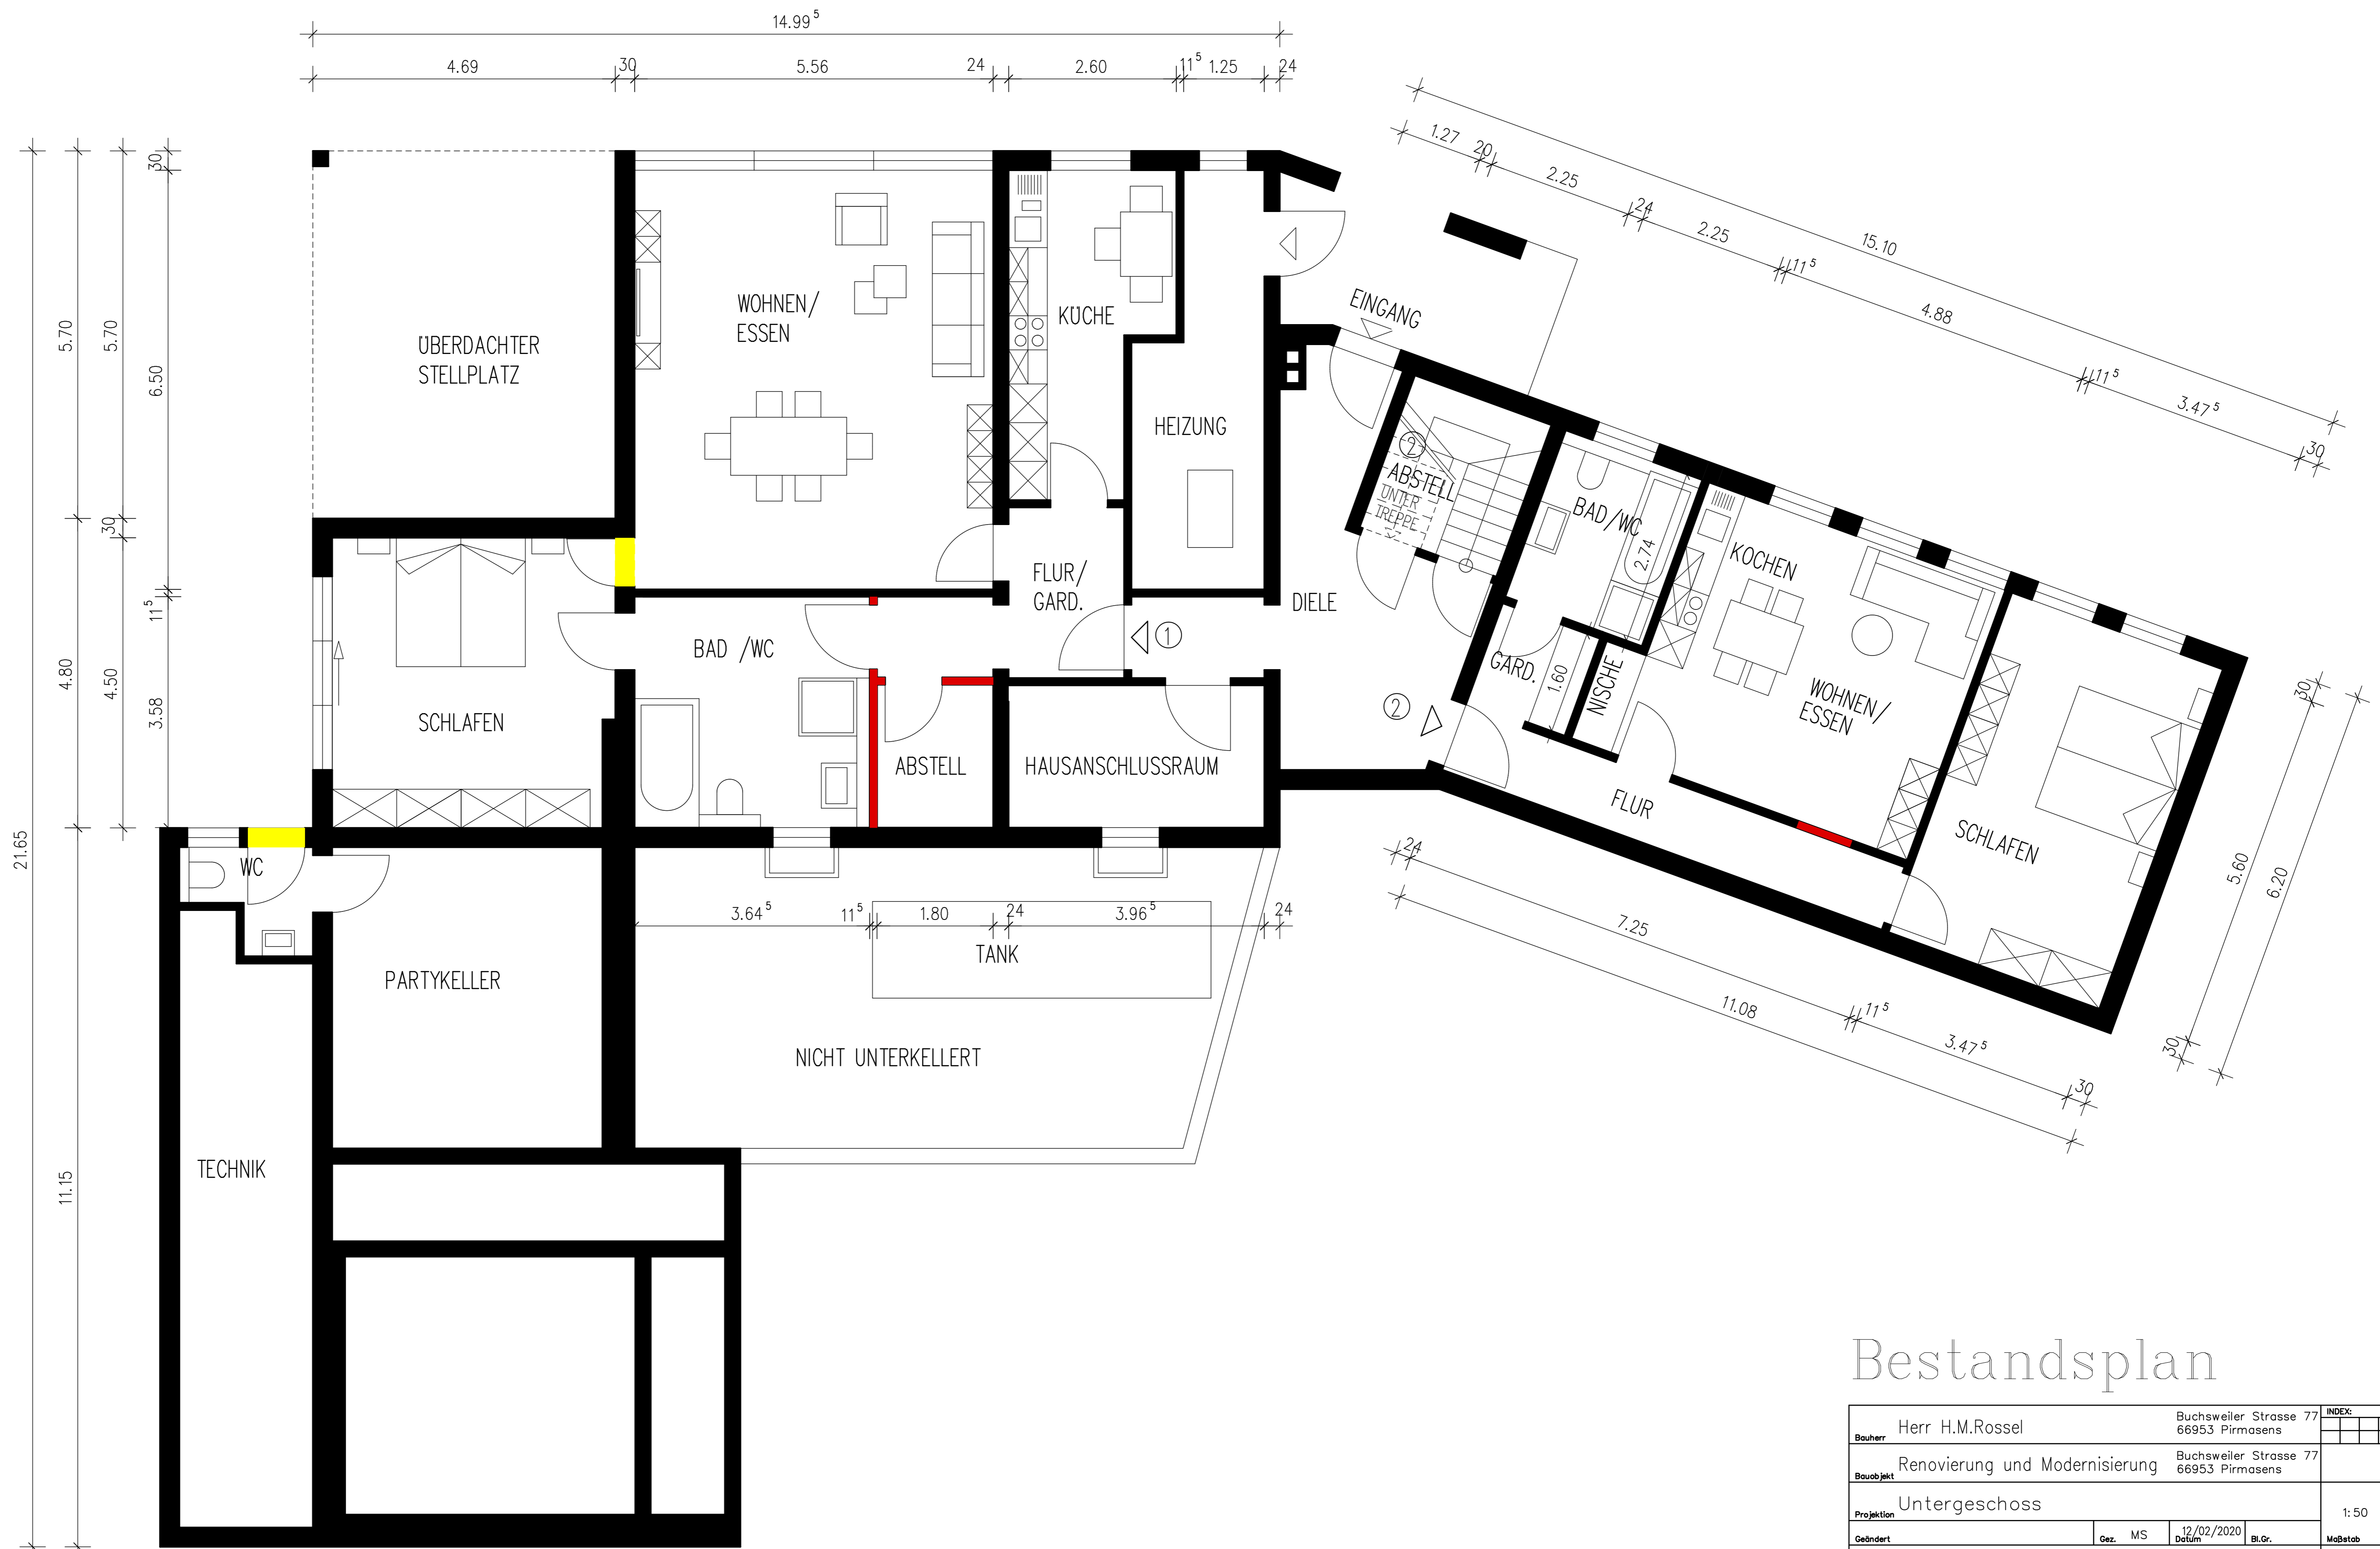 14.99⁵
4.69
30
5.56
24
2.60
11⁵
1.25
24
15.10
1.27
20
2.25
24
2.25
11⁵
4.88
11⁵
3.47⁵
30
21.65
5.70
4.80
11.15
5.70
30
4.50
30
6.50
11⁵
3.58
ÜBERDACHTER
STELLPLATZ
WOHNEN/
ESSEN
KÜCHE
HEIZUNG
EINGANG
2
ABSTELL
UNTER
TREPPE
BAD/WC
2.74
KOCHEN
FLUR/
GARD.
DIELE
1
BAD /WC
SCHLAFEN
ABSTELL
HAUSANSCHLUSSRAUM
2
GARD.
1.60
NISCHE
WOHNEN/
ESSEN
FLUR
SCHLAFEN
30
5.60
6.20
30
24
7.25
11⁵
3.47⁵
30
11.08
WC
3.64⁵
11⁵
1.80
24
3.96⁵
24
TANK
PARTYKELLER
NICHT UNTERKELLERT
TECHNIK
Bestandsplan
Bauherr Herr H.M.Rossel
Buchsweiler Strasse 77
66953 Pirmasens
INDEX:
Bauobjekt Renovierung und Modernisierung
Buchsweiler Strasse 77
66953 Pirmasens
Projektion Untergeschoss
1:50
Geändert
Gez. MS
12/02/2020
Datum
Bl.Gr.
Maßstab